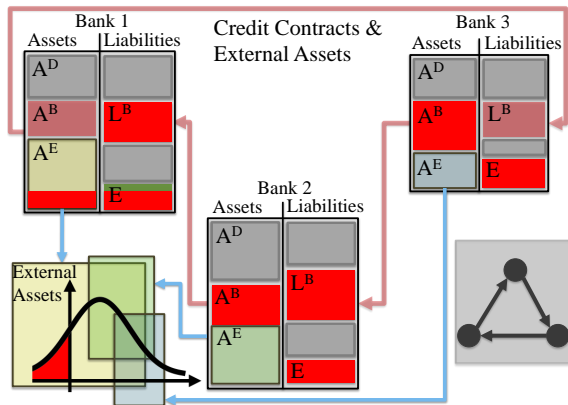 Bank 1
Assets Liabilities
A^D
A^B L^B
A^E
E
Credit Contracts &
External Assets
Bank 3
Assets Liabilities
A^D
A^B L^B
A^E E
Bank 2
Assets Liabilities
A^D
A^B L^B
A^E
E
External
Assets